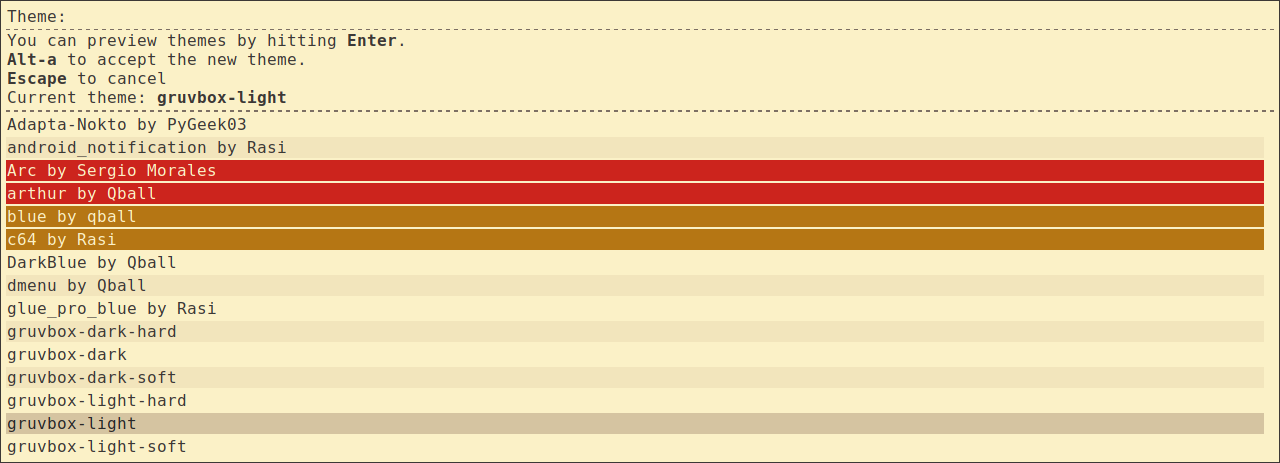 Theme:
You can preview themes by hitting Enter.
Alt-a to accept the new theme.
Escape to cancel
Current theme: gruvbox-light
Adapta-Nokto by PyGeek03
android_notification by Rasi
Arc by Sergio Morales
arthur by Qball
blue by qball
c64 by Rasi
DarkBlue by Qball
dmenu by Qball
glue_pro_blue by Rasi
gruvbox-dark-hard
gruvbox-dark
gruvbox-dark-soft
gruvbox-light-hard
gruvbox-light
gruvbox-light-soft